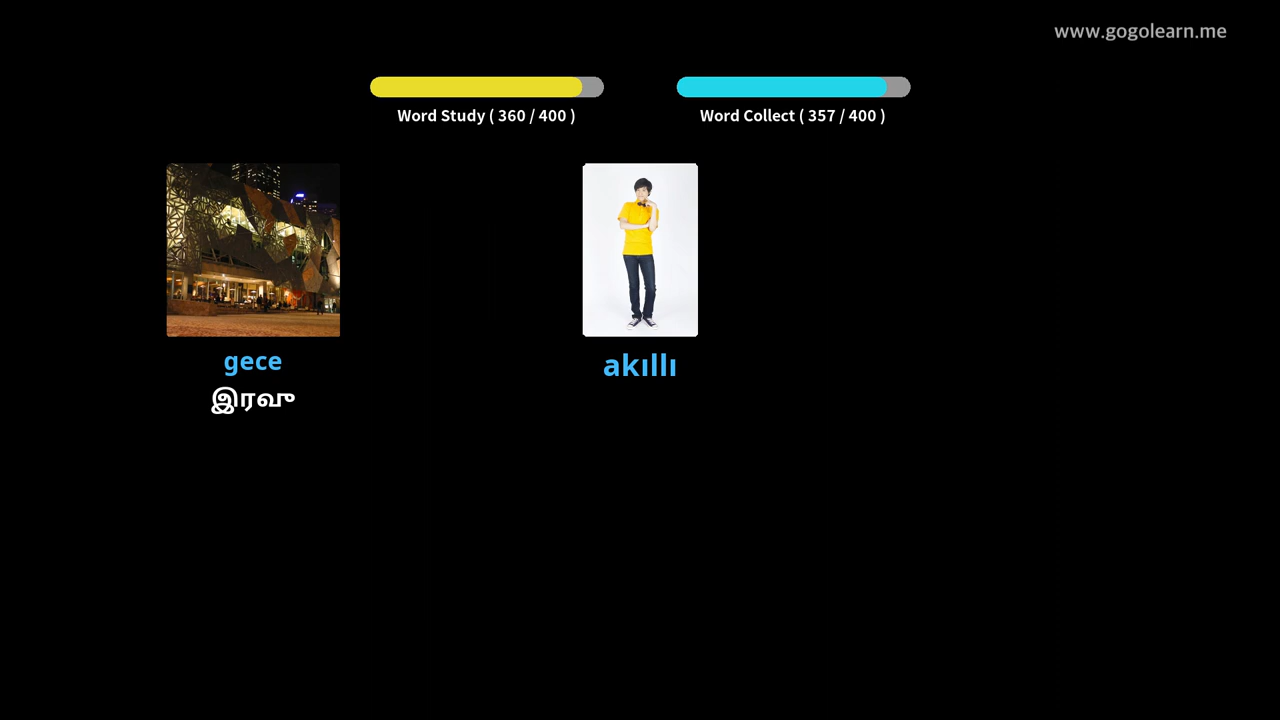 www.gogolearn.me
Word Study ( 360 / 400 )
Word Collect ( 357 / 400 )
gece
இரவு
akıllı